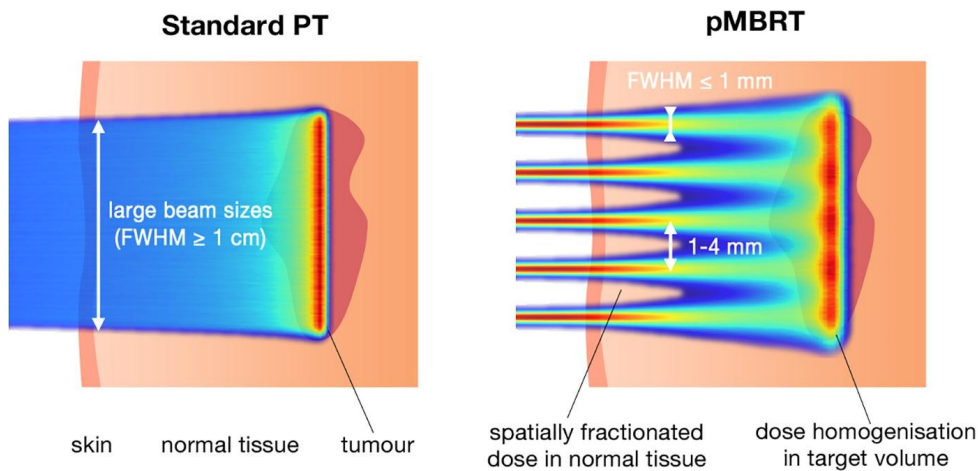 Standard PT
large beam sizes
(FWHM ≥ 1 cm)
skin
normal tissue
tumour
pMBRT
FWHM ≤ 1 mm
1-4 mm
spatially fractionated
dose in normal tissue
dose homogenisation
in target volume